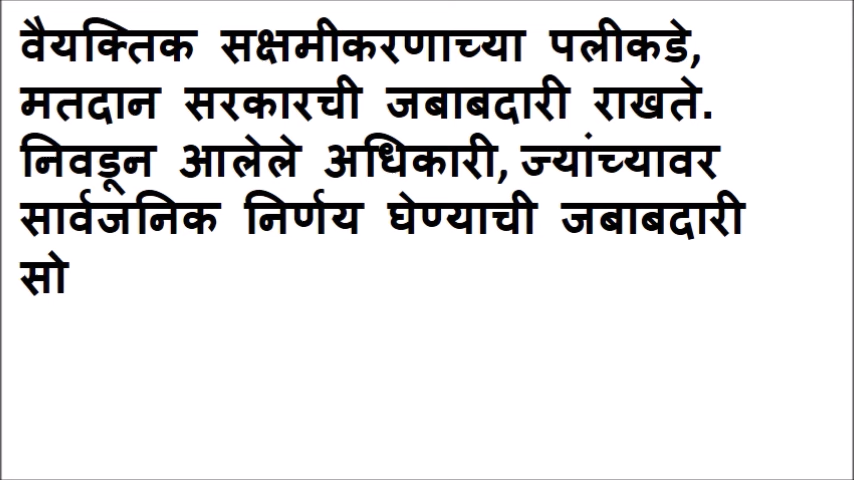 वैयक्तिक सक्षमीकरणाच्या पलीकडे,
मतदान सरकारची जबाबदारी राखते.
निवडून आलेले अधिकारी, ज्यांच्यावर
सार्वजनिक निर्णय घेण्याची जबाबदारी
सो